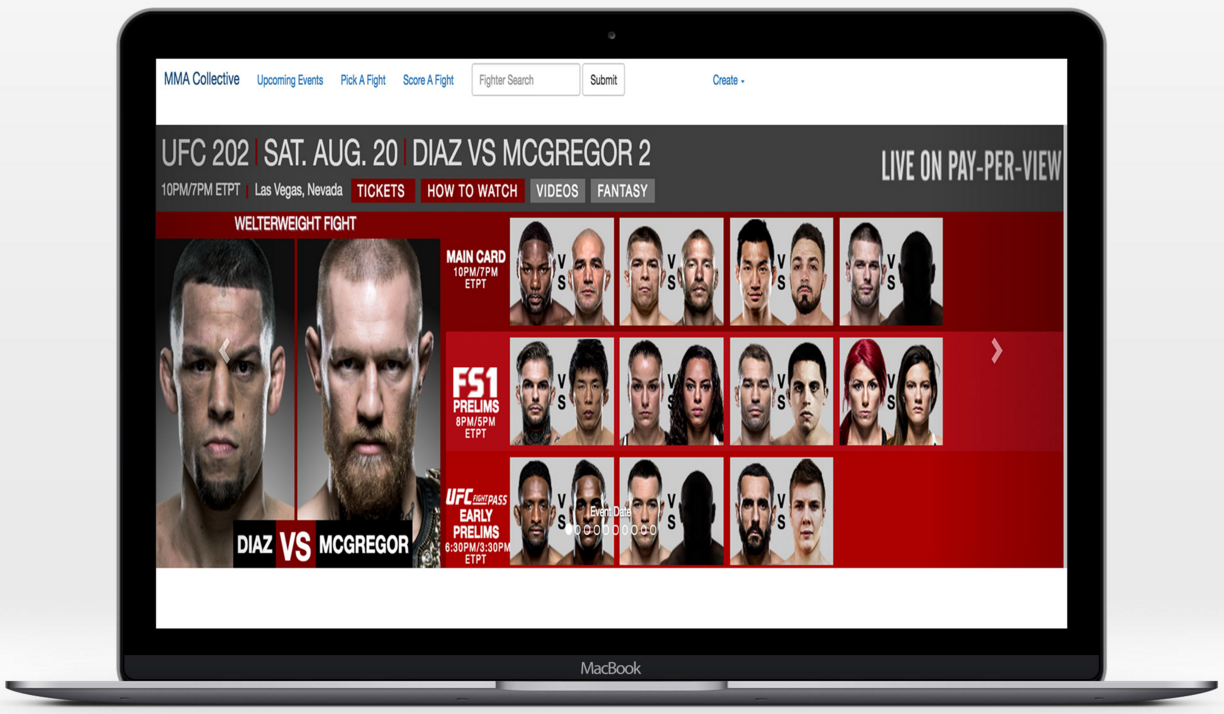 MMA Collective Upcoming Events Pick A Fight Score A Fight Fighter Search Submit Create
UFC 202 | SAT. AUG. 20 | DIAZ VS MCGREGOR 2
LIVE ON PAY-PER-VIEW
10PM/7PM ETPT | Las Vegas, Nevada TICKETS HOW TO WATCH VIDEOS FANTASY
WELTERWEIGHT FIGHT
DIAZ VS MCGREGOR
MAIN CARD
10PM/7PM
ETPT
VS VS VS VS
FS1
PRELIMS
8PM/5PM
ETPT
VS VS VS VS
UFC FIGHT PASS
EARLY
PRELIMS
6:30PM/3:30PM
ETPT
VS VS VS
Event Date
MacBook